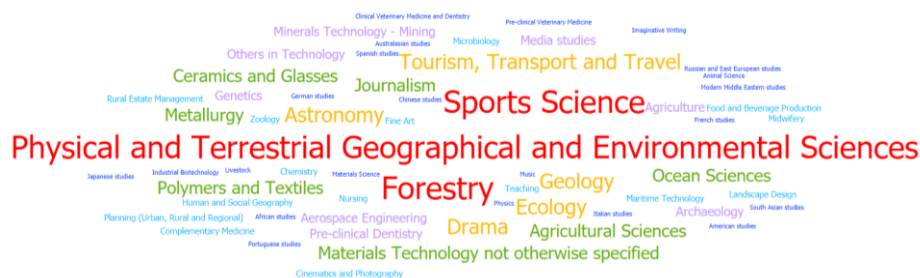 Clinical Veterinary Medicine and Dentistry
Pre-clinical Veterinary Medicine
Minerals Technology - Mining
Imaginative Writing
Australasian studies
Microbiology
Media studies
Others in Technology
Spanish studies
Tourism, Transport and Travel
Russian and East European studies
Ceramics and Glasses
Journalism
Animal Science
Modern Middle Eastern studies
Rural Estate Management
Genetics
German studies
Chinese studies
Sports Science
Agriculture
Food and Beverage Production
Metallurgy
Zoology
Astronomy
Fine Art
French studies
Midwifery
Physical and Terrestrial Geographical and Environmental Sciences
Japanese studies
Industrial Biotechnology
Livestock
Chemistry
Materials Science
Music
Ocean Sciences
Polymers and Textiles
Forestry
Teaching
Geology
Human and Social Geography
Nursing
Physics
Ecology
Maritime Technology
Landscape Design
Planning (Urban, Rural and Regional)
African studies
Aerospace Engineering
Italian studies
Archaeology
South Asian studies
Complementary Medicine
Pre-clinical Dentistry
Drama
Agricultural Sciences
American studies
Portuguese studies
Materials Technology not otherwise specified
Cinematics and Photography